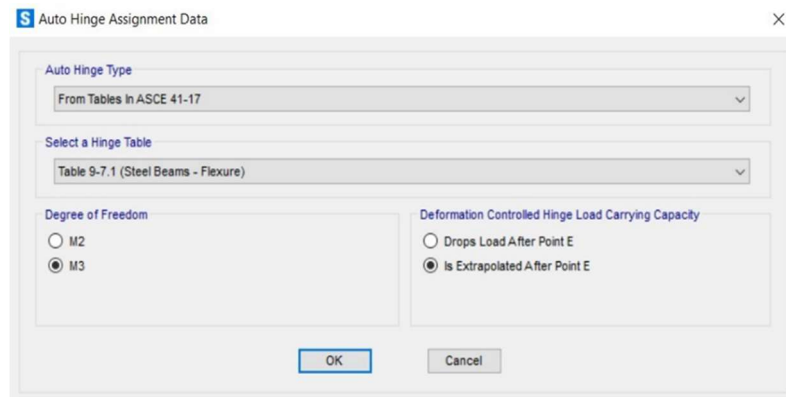 S Auto Hinge Assignment Data
Auto Hinge Type
From Tables In ASCE 41-17
Select a Hinge Table
Table 9-7.1 (Steel Beams - Flexure)
Degree of Freedom
M2
M3
Deformation Controlled Hinge Load Carrying Capacity
Drops Load After Point E
Is Extrapolated After Point E
OK
Cancel